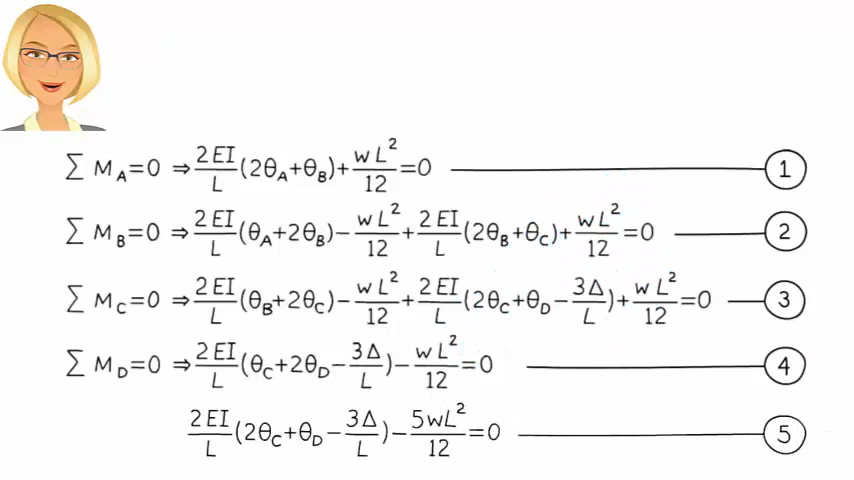 ∑ M_A=0 ⇒ 2EI/L (2θ_A+θ_B)+wL²/12=0 ——— ①
∑ M_B=0 ⇒ 2EI/L (θ_A+2θ_B)−wL²/12+2EI/L (2θ_B+θ_C)+wL²/12=0 ——— ②
∑ M_C=0 ⇒ 2EI/L (θ_B+2θ_C)−wL²/12+2EI/L (2θ_C+θ_D−3Δ/L)+wL²/12=0 ——— ③
∑ M_D=0 ⇒ 2EI/L (θ_C+2θ_D−3Δ/L)−wL²/12=0 ——— ④
2EI/L (2θ_C+θ_D−3Δ/L)−5wL²/12=0 ——— ⑤